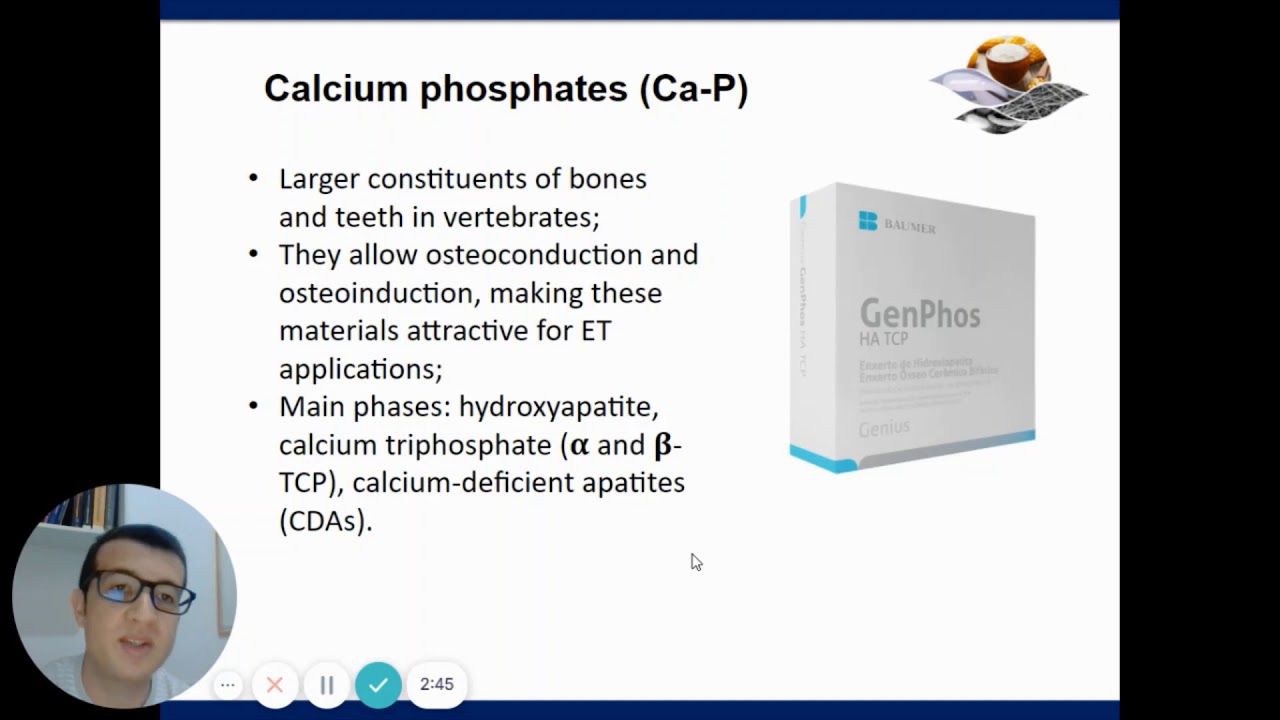 Calcium phosphates (Ca-P)
• Larger constituents of bones
and teeth in vertebrates;
• They allow osteoconduction and
osteoinduction, making these
materials attractive for ET
applications;
• Main phases: hydroxyapatite,
calcium triphosphate (α and β-
TCP), calcium-deficient apatites
(CDAs).
BAUMER
GenPhos HA TCP
GenPhos
HA TCP
Enxerto de Hidroxiapatita
Enxerto Ósseo Cerâmico Bifásico
Genius
2:45